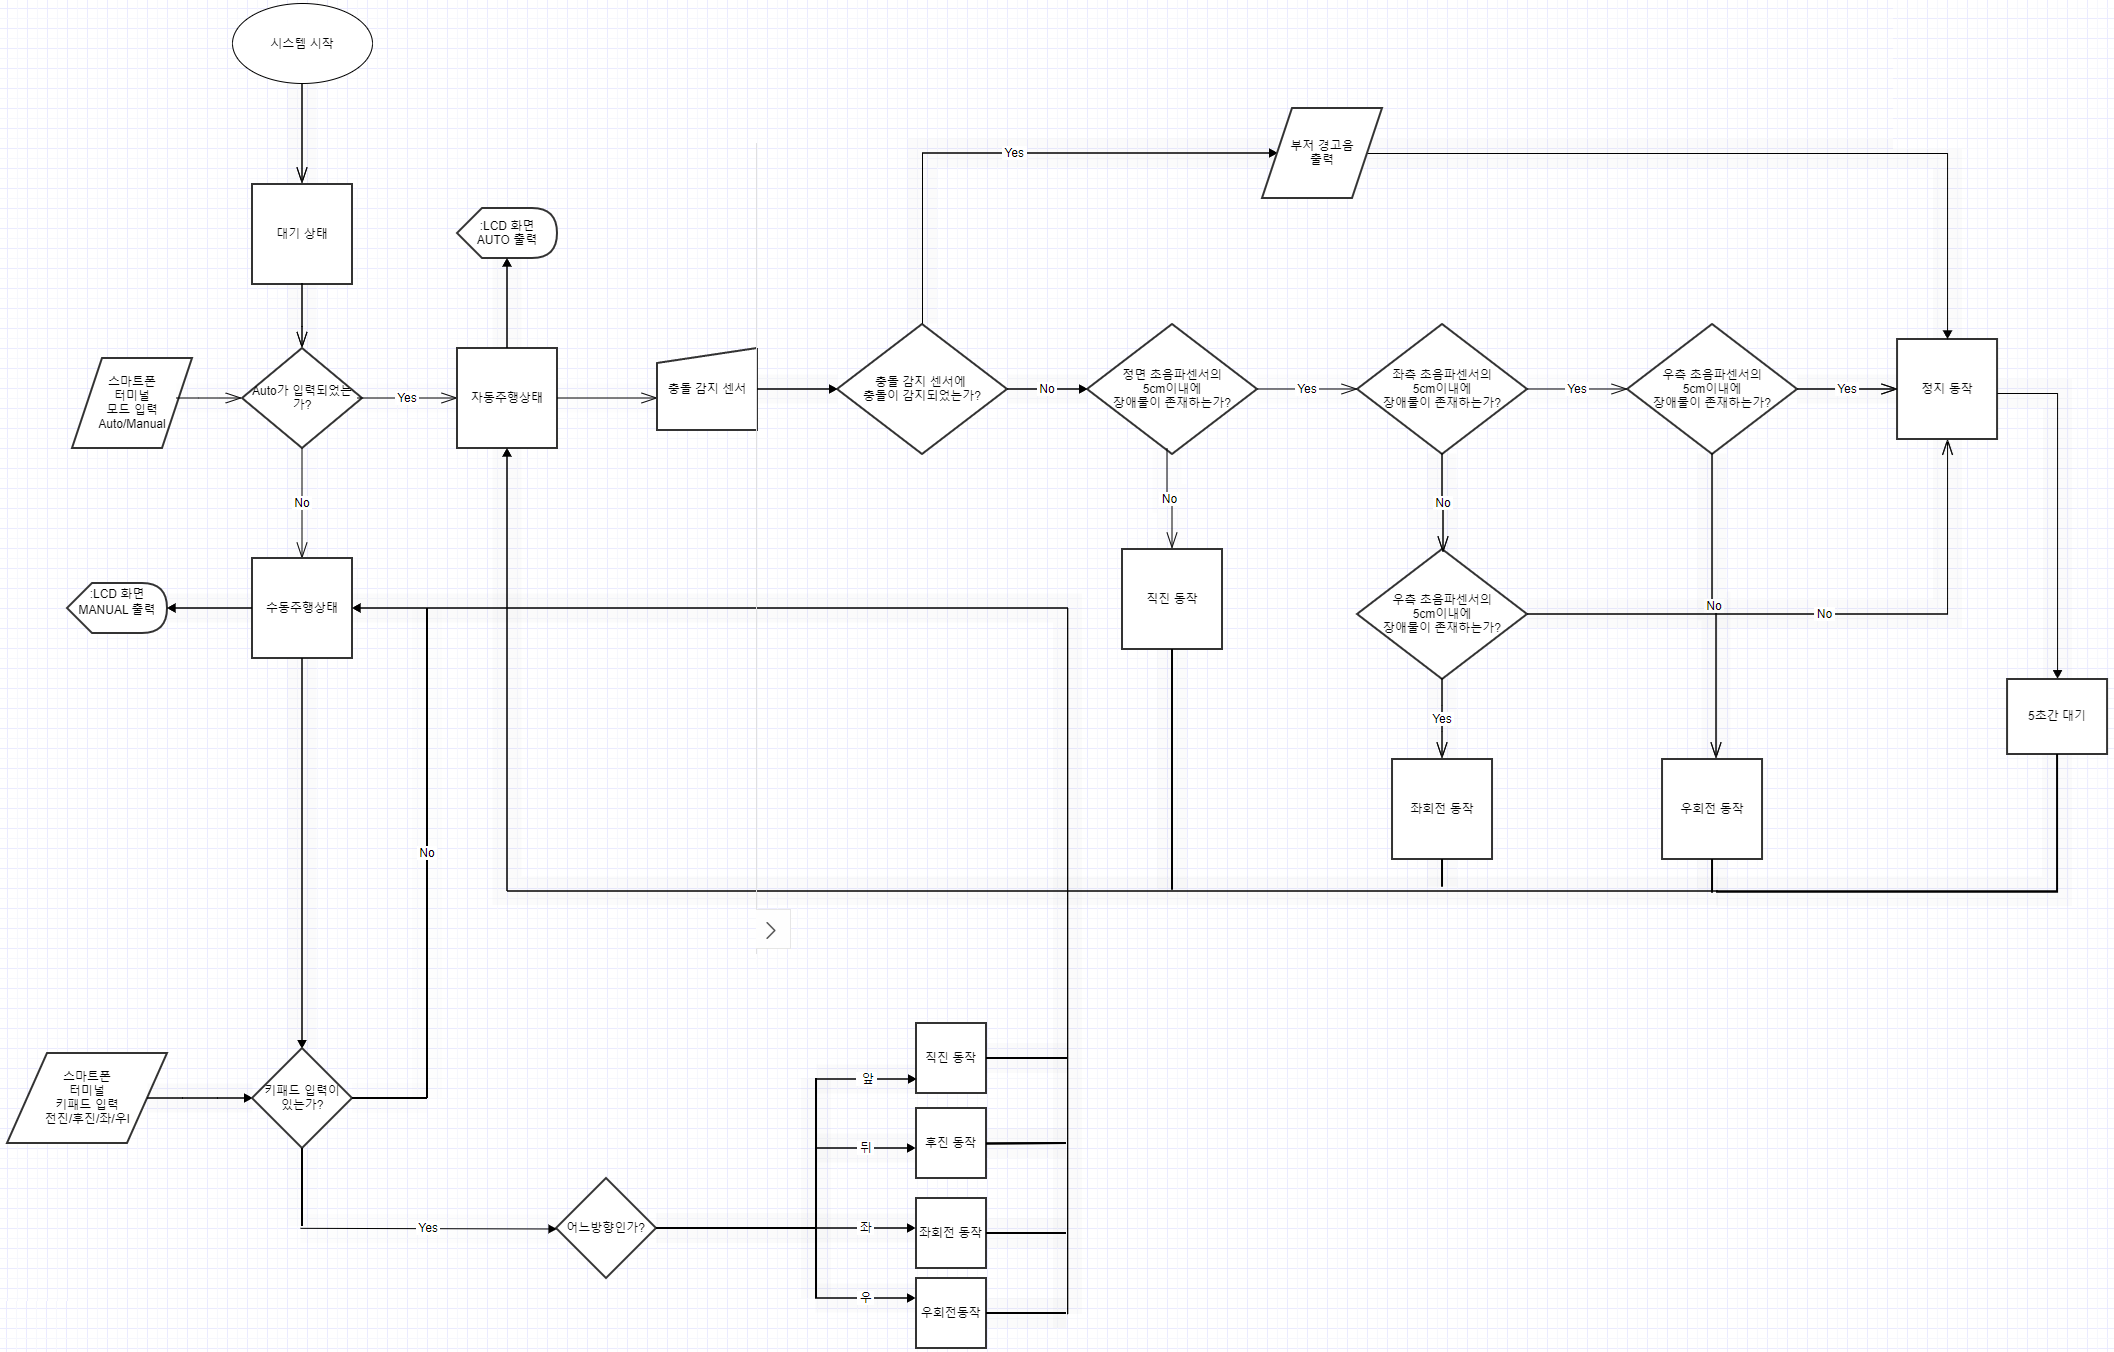 시스템 시작
부저 경고음
출력
Yes
대기 상태
:LCD 화면
AUTO 출력
스마트폰
터미널
모드 입력
Auto/Manual
Auto가 입력되었는
가?
Yes
자동주행상태
충돌 감지 센서
충돌 감지 센서에
충돌이 감지되었는가?
No
정면 초음파센서의
5cm이내에
장애물이 존재하는가?
Yes
좌측 초음파센서의
5cm이내에
장애물이 존재하는가?
Yes
우측 초음파센서의
5cm이내에
장애물이 존재하는가?
Yes
정지 동작
No
No
No
:LCD 화면
MANUAL 출력
수동주행상태
직진 동작
우측 초음파센서의
5cm이내에
장애물이 존재하는가?
No
No
Yes
5초간 대기
좌회전 동작
우회전 동작
No
스마트폰
터미널
키패드 입력
전진/후진/좌/우I
키패드 입력이
있는가?
Yes
어느방향인가?
앞
직진 동작
뒤
후진 동작
좌
좌회전 동작
우
우회전동작